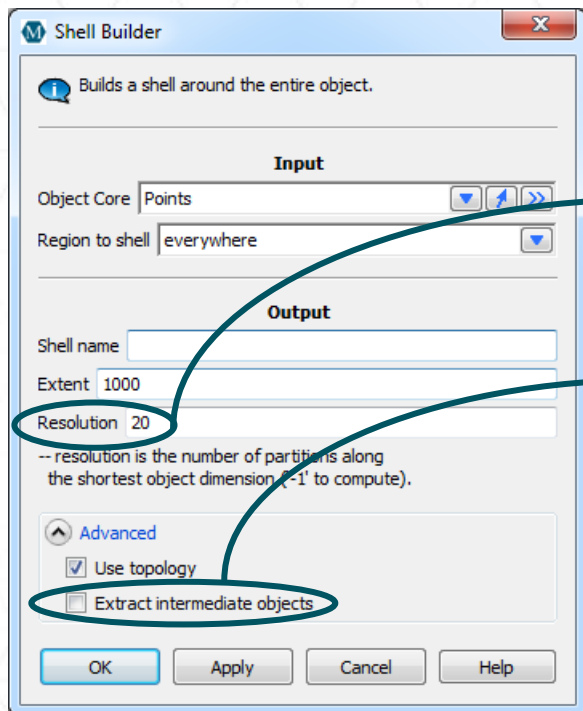 Shell Builder
Builds a shell around the entire object.
Input
Object Core Points
Region to shell everywhere
Output
Shell name
Extent 1000
Resolution 20
-- resolution is the number of partitions along
the shortest object dimension ('-1' to compute).
Advanced
Use topology
Extract intermediate objects
OK Apply Cancel Help